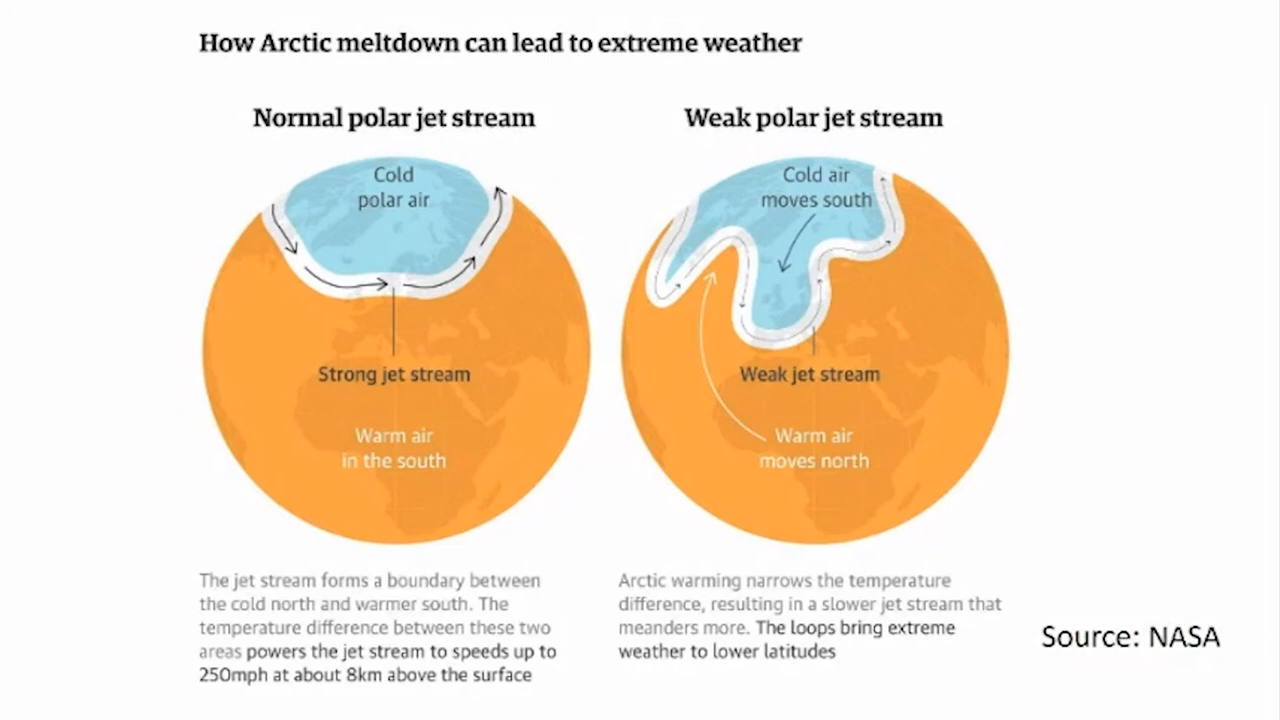 How Arctic meltdown can lead to extreme weather
Normal polar jet stream
Cold
polar air
Strong jet stream
Warm air
in the south
The jet stream forms a boundary between
the cold north and warmer south. The
temperature difference between these two
areas powers the jet stream to speeds up to
250mph at about 8km above the surface
Weak polar jet stream
Cold air
moves south
Weak jet stream
Warm air
moves north
Arctic warming narrows the temperature
difference, resulting in a slower jet stream that
meanders more. The loops bring extreme
weather to lower latitudes
Source: NASA